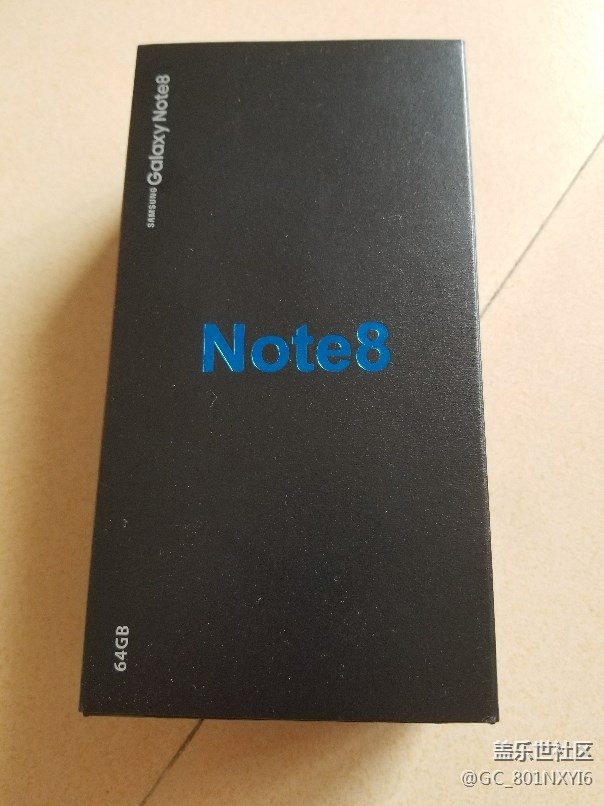 SAMSUNG Galaxy Note8
Note8
64GB
盖乐世社区
@GC_801NXYI6